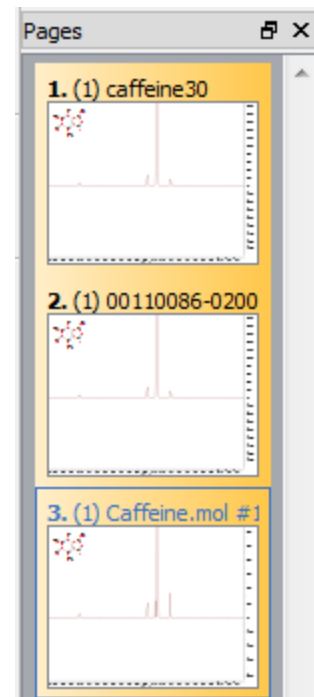 Pages
1. (1) caffeine30
2. (1) 00110086-0200
3. (1) Caffeine.mol #1